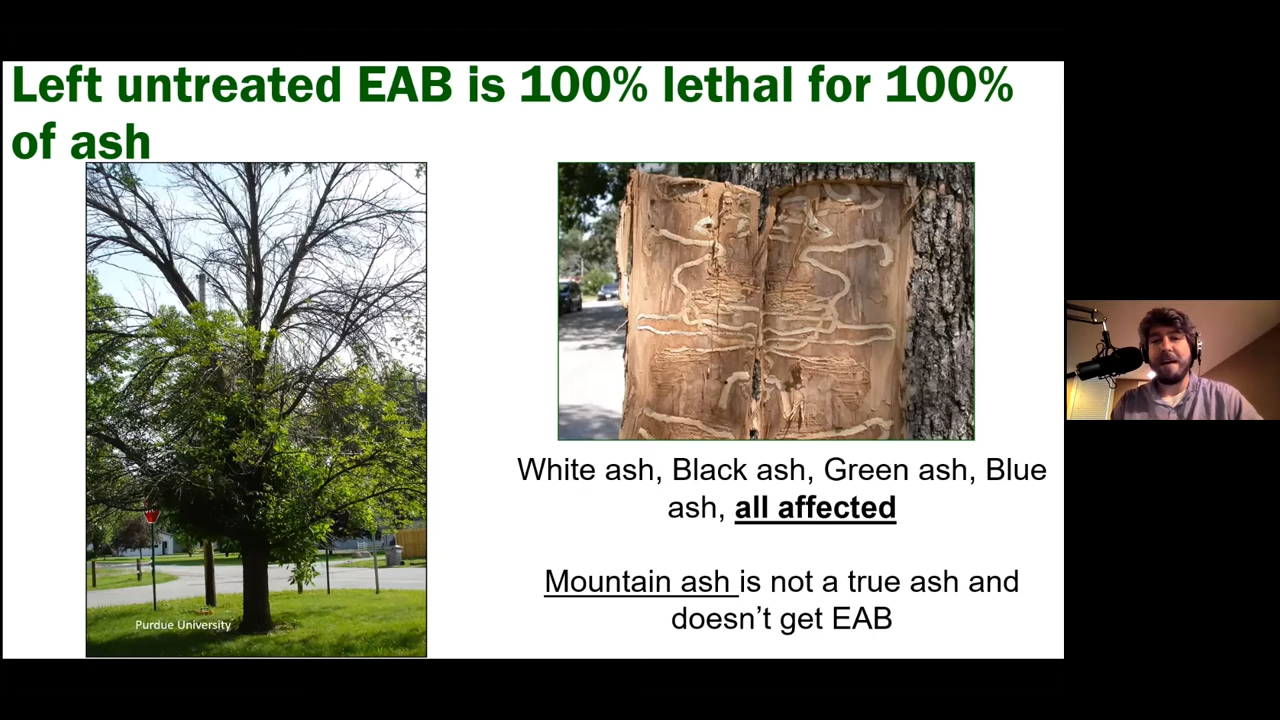 Left untreated EAB is 100% lethal for 100%
of ash
Purdue University
White ash, Black ash, Green ash, Blue
ash, all affected
Mountain ash is not a true ash and
doesn’t get EAB